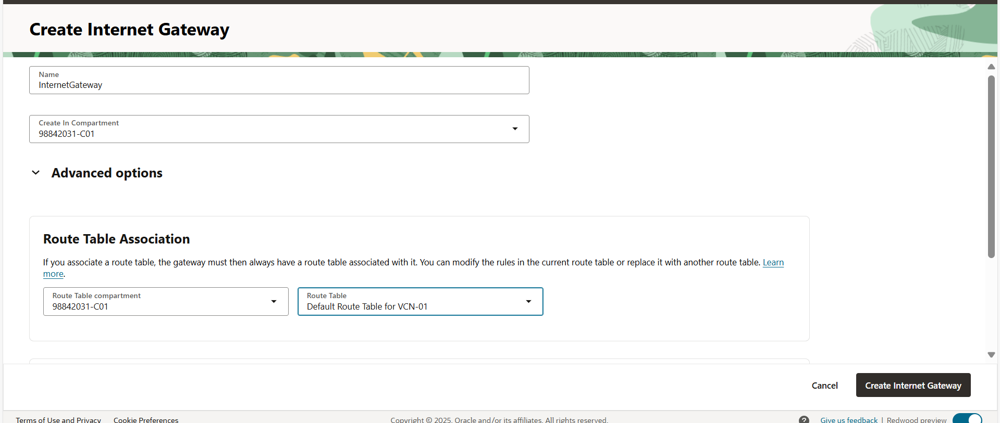 Create Internet Gateway
Name
InternetGateway
Create In Compartment
98842031-C01
Advanced options
Route Table Association
If you associate a route table, the gateway must then always have a route table associated with it. You can modify the rules in the current route table or replace it with another route table. Learn
more.
Route Table compartment
98842031-C01
Route Table
Default Route Table for VCN-01
Cancel
Create Internet Gateway
Terms of Use and Privacy
Cookie Preferences
Copyright © 2025, Oracle and/or its affiliates. All rights reserved.
?
Give us feedback | Redwood preview